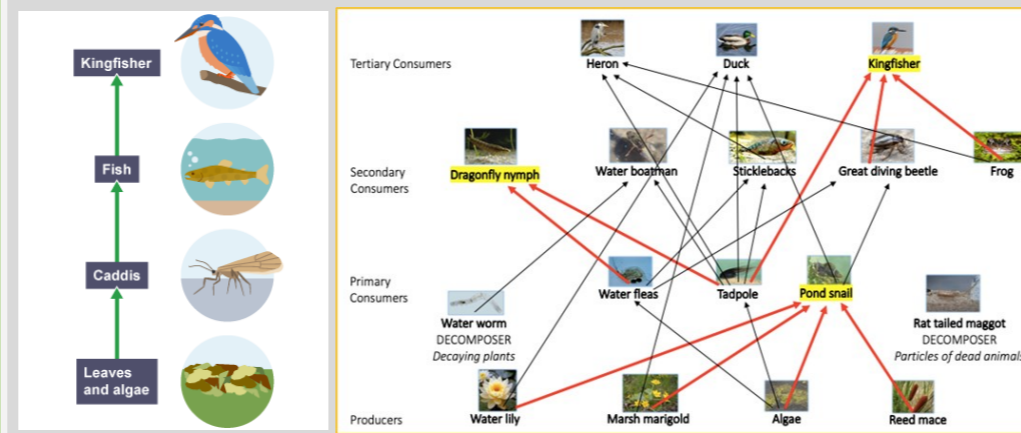 Kingfisher
Fish
Caddis
Leaves
and algae
Tertiary Consumers
Heron
Duck
Kingfisher
Secondary
Consumers
Dragonfly nymph
Water boatman
Sticklebacks
Great diving beetle
Frog
Primary
Consumers
Water fleas
Tadpole
Pond snail
Water worm
DECOMPOSER
Decaying plants
Rat tailed maggot
DECOMPOSER
Particles of dead animals
Producers
Water lily
Marsh marigold
Algae
Reed mace